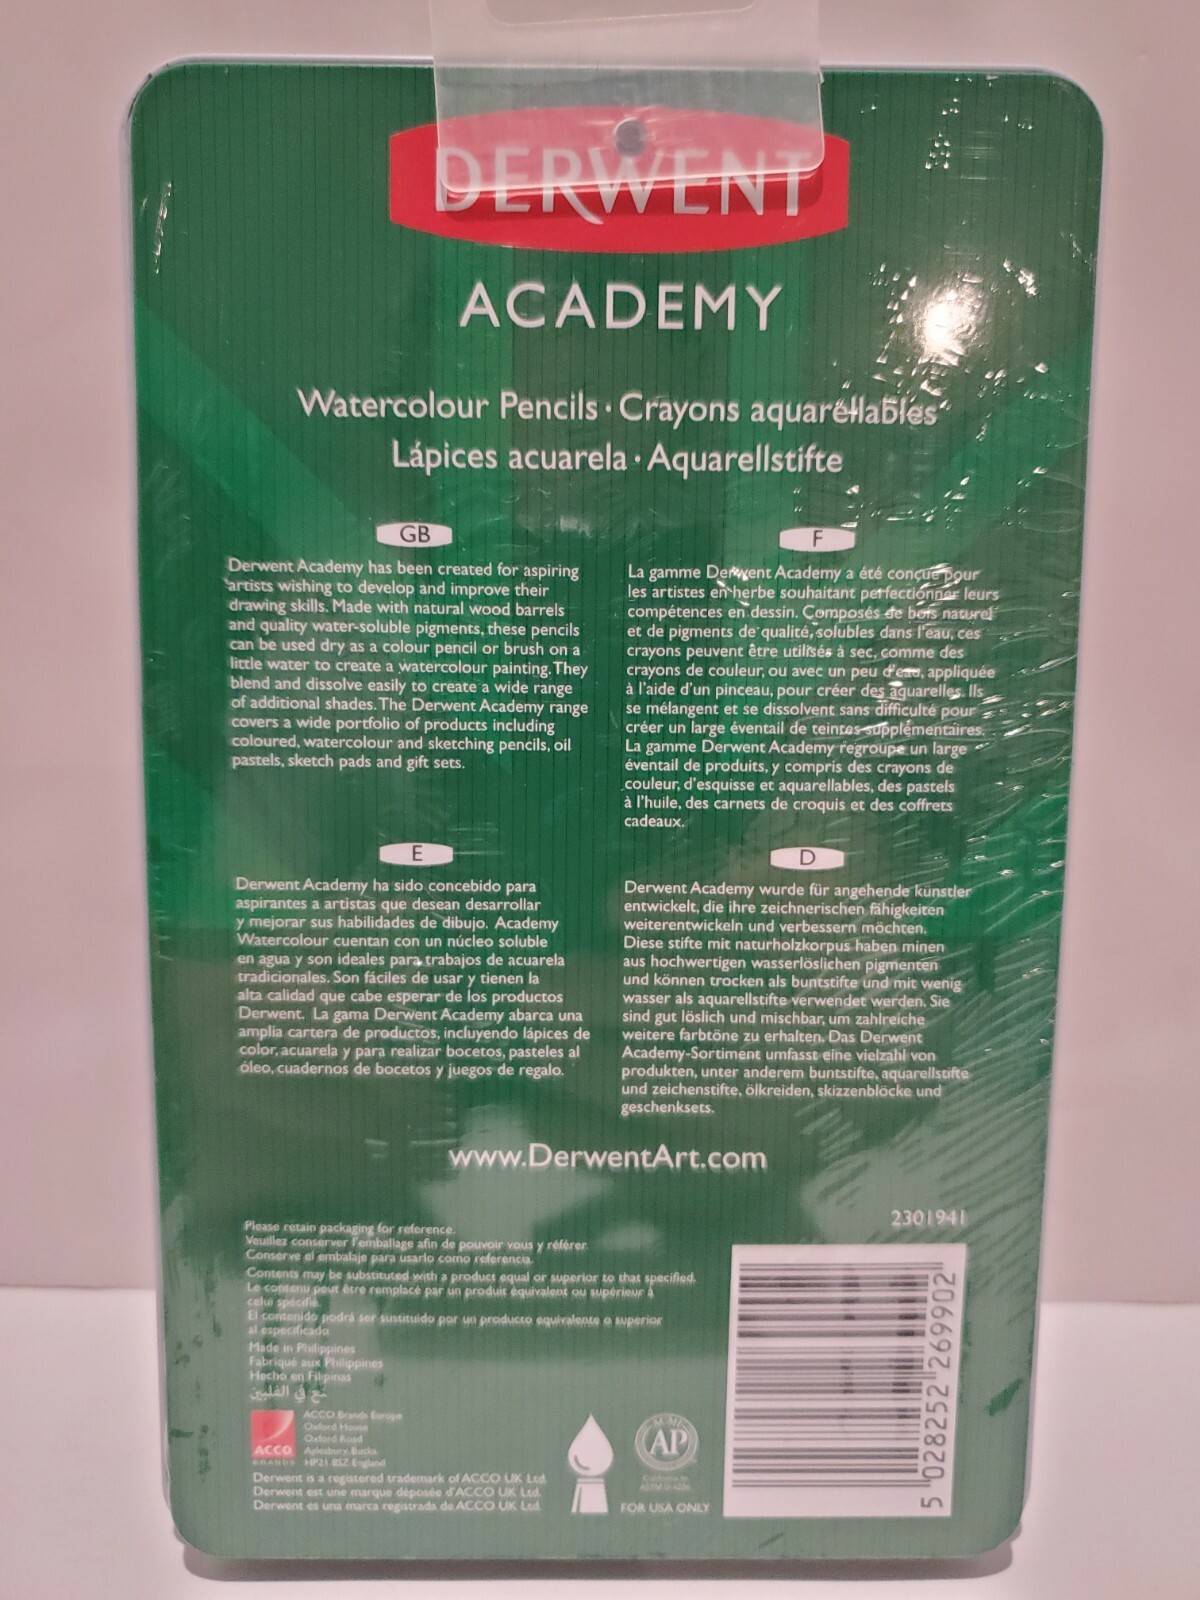 DERWENT
ACADEMY
Watercolour Pencils · Crayons aquarellables
Lápices acuarela · Aquarellstifte
GB
Derwent Academy has been created for aspiring
artists wishing to develop and improve their
drawing skills. Made with natural wood barrels
and quality water-soluble pigments, these pencils
can be used dry as a colour pencil or brush on a
little water to create a watercolour painting. They
blend and dissolve easily to create a wide range
of additional shades. The Derwent Academy range
covers a wide portfolio of products including
coloured, watercolour and sketching pencils, oil
pastels, sketch pads and gift sets.
F
La gamme Derwent Academy a été conçue pour
les artistes en herbe souhaitant perfectionner leurs
compétences en dessin. Composés de bois naturel
et de pigments de qualité, solubles dans l'eau, ces
crayons peuvent être utilisés à sec, comme des
crayons de couleur, ou avec un peu d'eau, appliquée
à l'aide d'un pinceau, pour créer des aquarelles. Ils
se mélangent et se dissolvent sans difficulté pour
créer un large éventail de teintes supplémentaires.
La gamme Derwent Academy regroupe un large
éventail de produits, y compris des crayons de
couleur, d'esquisse et aquarellables, des pastels
à l'huile, des carnets de croquis et des coffrets
cadeaux.
E
Derwent Academy ha sido concebido para
aspirantes a artistas que desean desarrollar
y mejorar sus habilidades de dibujo. Academy
Watercolour cuentan con un núcleo soluble
en agua y son ideales para trabajos de acuarela
tradicionales. Son fáciles de usar y tienen la
alta calidad que cabe esperar de los productos
Derwent. La gama Derwent Academy abarca una
amplia cartera de productos, incluyendo lápices de
color, acuarela y para realizar bocetos, pasteles al
óleo, cuadernos de bocetos y juegos de regalo.
D
Derwent Academy wurde für angehende künstler
entwickelt, die ihre zeichnerischen fähigkeiten
weiterentwickeln und verbessern möchten.
Diese stifte mit naturholzkorpus haben minen
aus hochwertigen wasserlöslichen pigmenten
und können trocken als buntstifte und mit wenig
wasser als aquarellstifte verwendet werden. Sie
sind gut löslich und mischbar, um zahlreiche
weitere farbtöne zu erhalten. Das Derwent
Academy-Sortiment umfasst eine vielzahl von
produkten, unter anderem buntstifte, aquarellstifte
und zeichenstifte, ölkreiden, skizzenblöcke und
geschenksets.
www.DerwentArt.com
Please retain packaging for reference.
Veuillez conserver l'emballage afin de pouvoir vous y référer.
Conserve el embalaje para usarlo como referencia.
Contents may be substituted with a product equal or superior to that specified.
Le contenu peut être remplacé par un produit équivalent ou supérieur à
celui spécifié.
El contenido podrá ser sustituido por un producto equivalente o superior
al especificado
Made in Philippines
Fabriqué aux Philippines
Hecho en Filipinas
ACCO
BRANDS
ACCO Brands Europe
Oxford House
Oxford Road
Aylesbury, Bucks.
HP21 8SZ England
Derwent is a registered trademark of ACCO UK Ltd.
Derwent est une marque déposée d'ACCO UK Ltd.
Derwent es una marca registrada de ACCO UK Ltd.
ACMI
AP
FOR USA ONLY
2301941
5 028252 269902